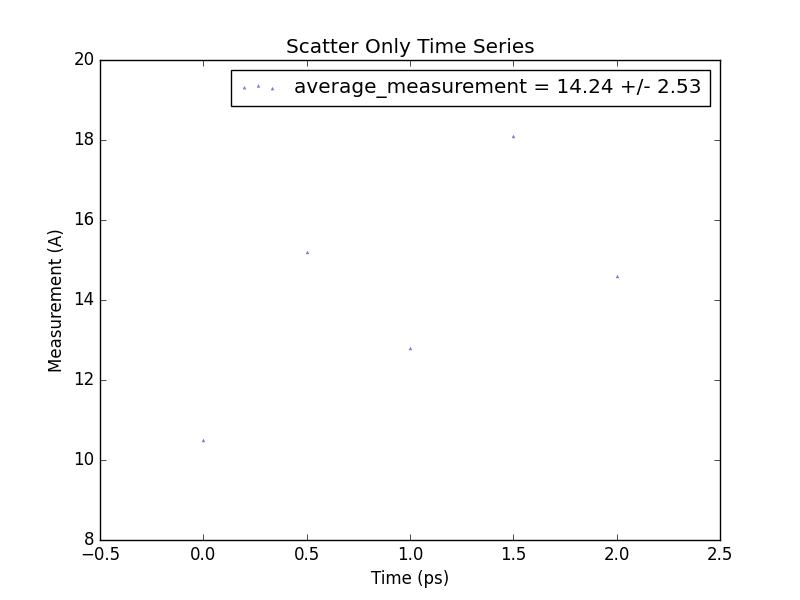 Scatter Only Time Series
average_measurement = 14.24 +/- 2.53
20
18
16
14
12
10
8
Measurement (A)
−0.5 0.0 0.5 1.0 1.5 2.0 2.5
Time (ps)